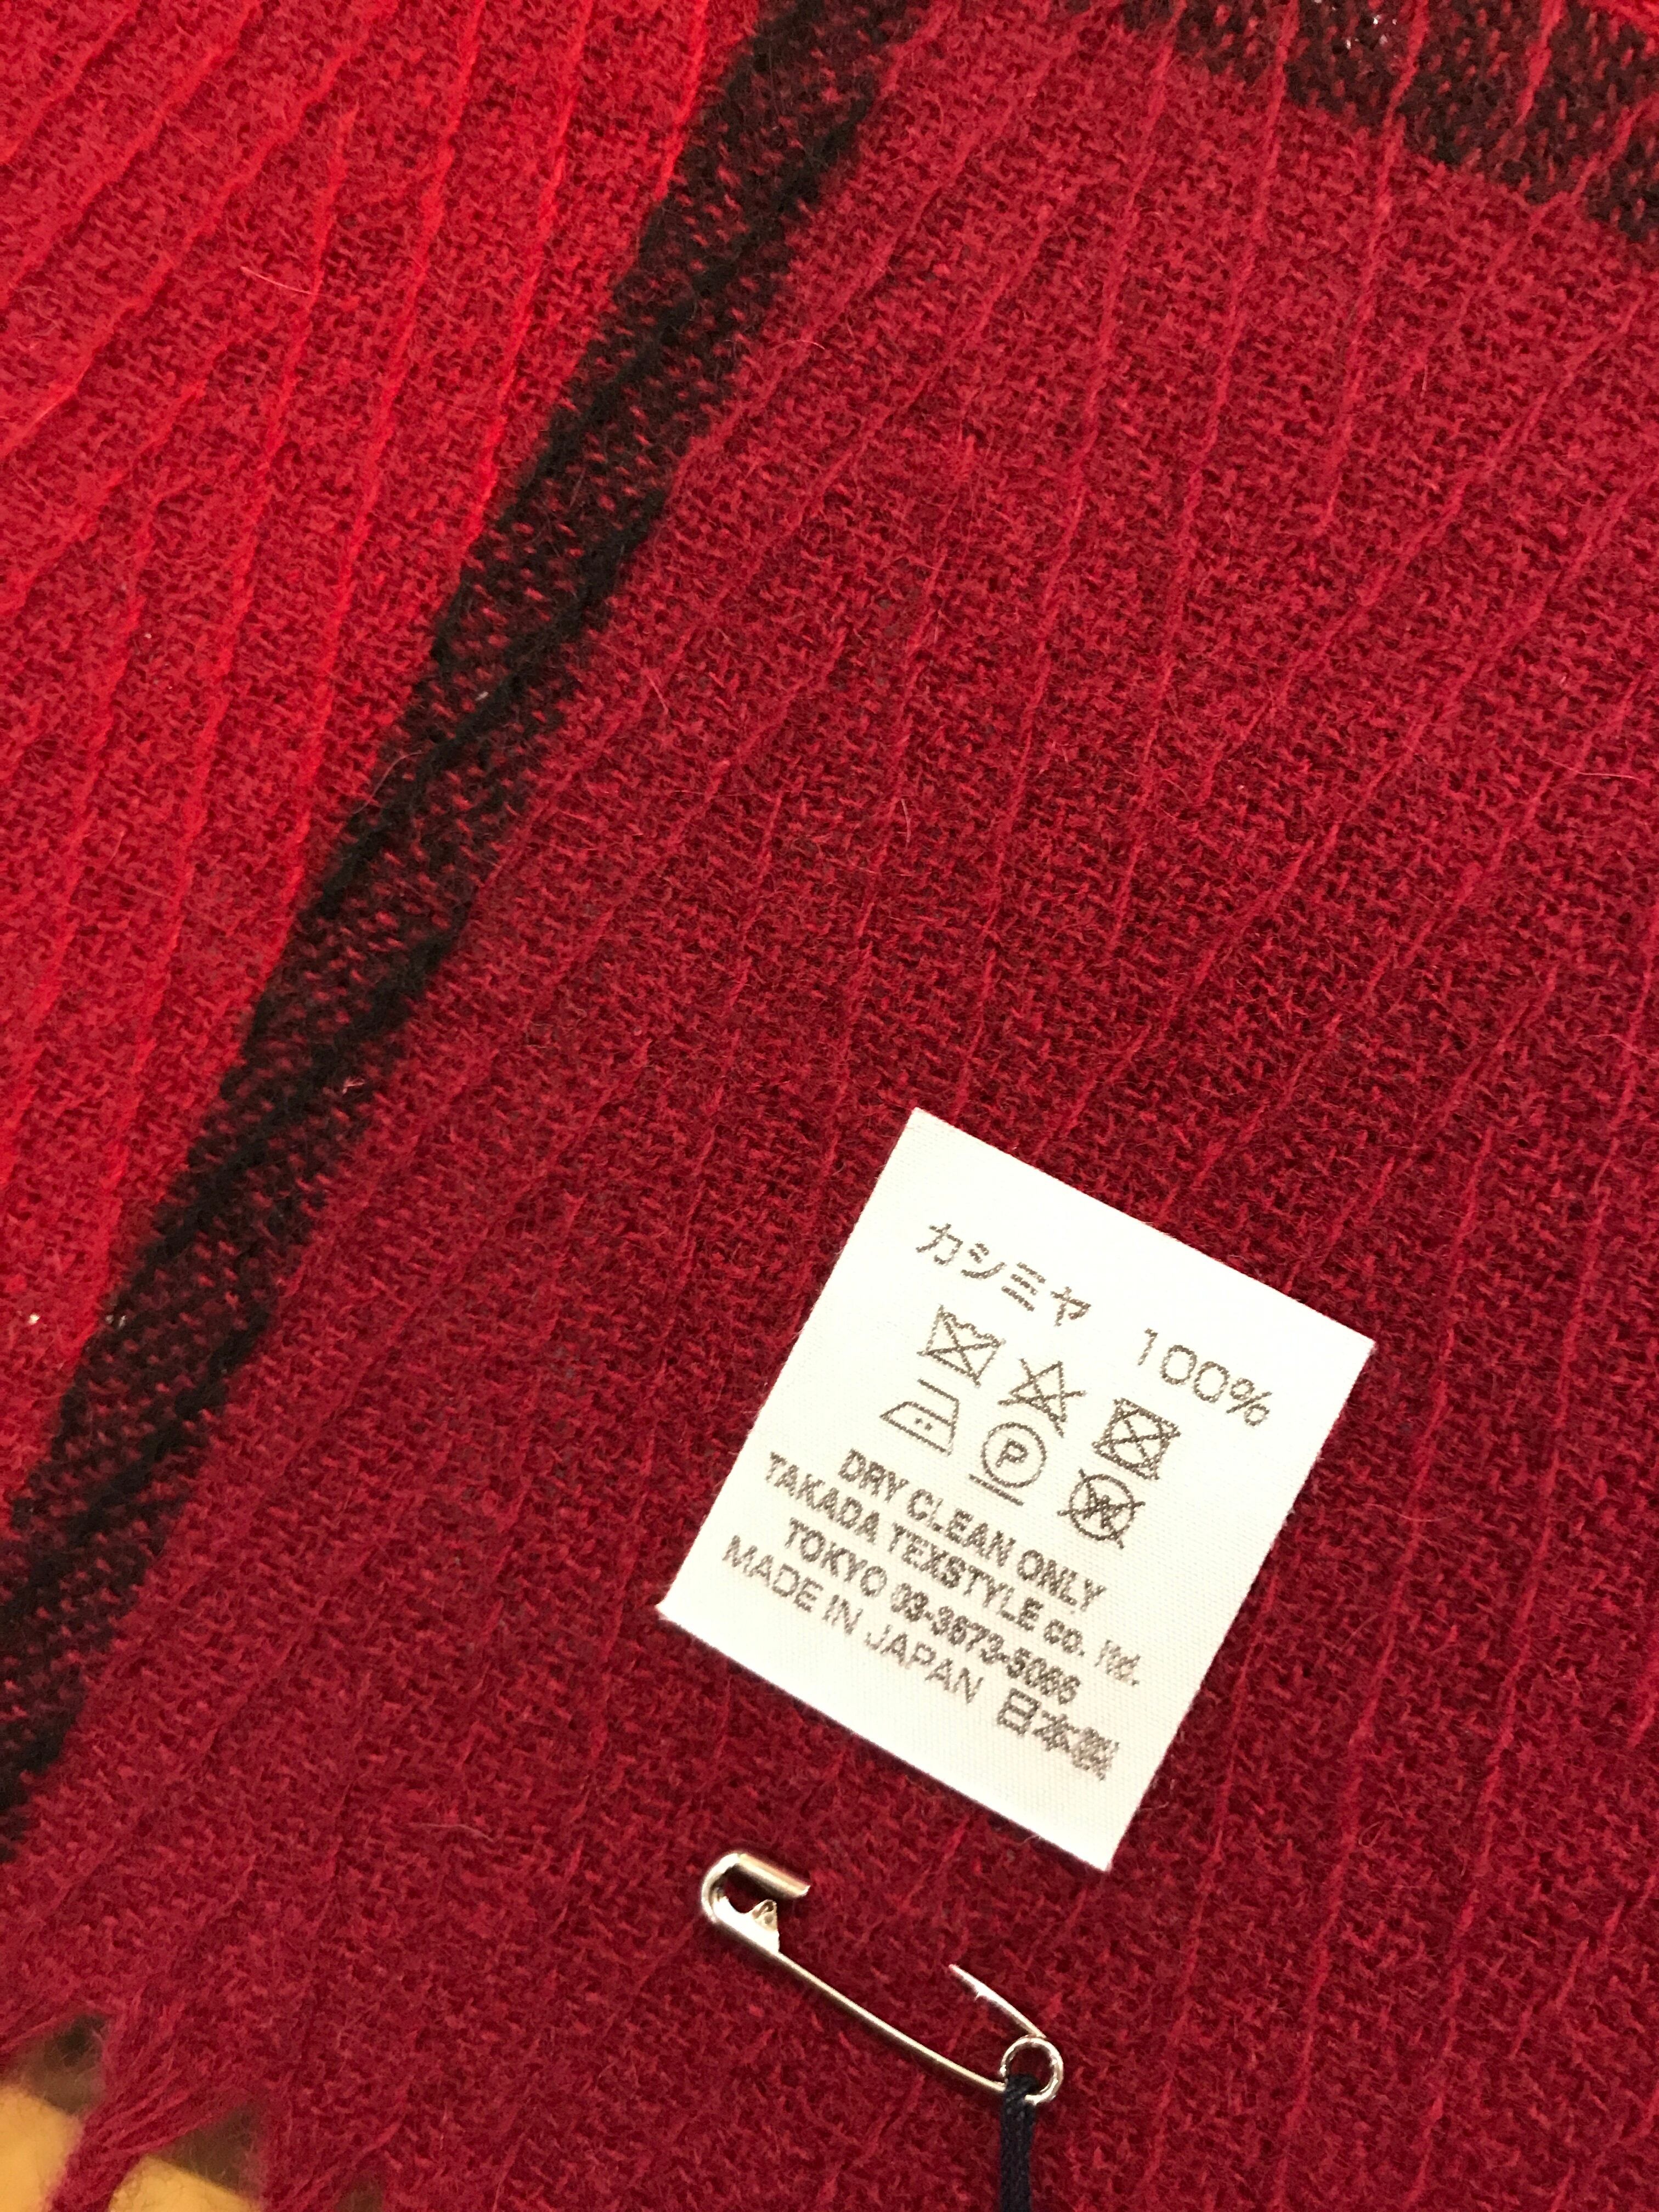 カシミヤ 100%
P
W
DRY CLEAN ONLY
TAKADA TEXSTYLE co. ltd.
TOKYO 03-3673-5066
MADE IN JAPAN 日本製